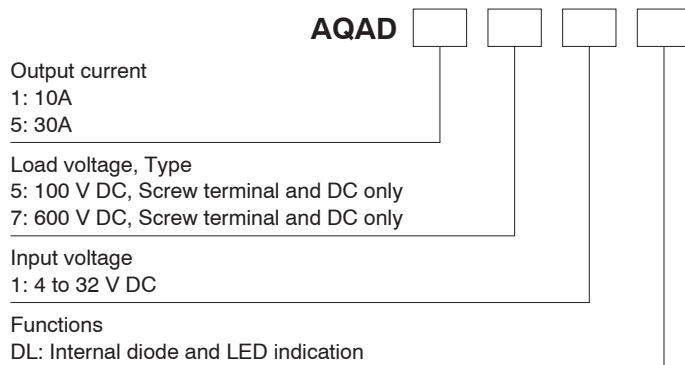 AQAD
Output current
1: 10A
5: 30A
Load voltage, Type
5: 100 V DC, Screw terminal and DC only
7: 600 V DC, Screw terminal and DC only
Input voltage
1: 4 to 32 V DC
Functions
DL: Internal diode and LED indication